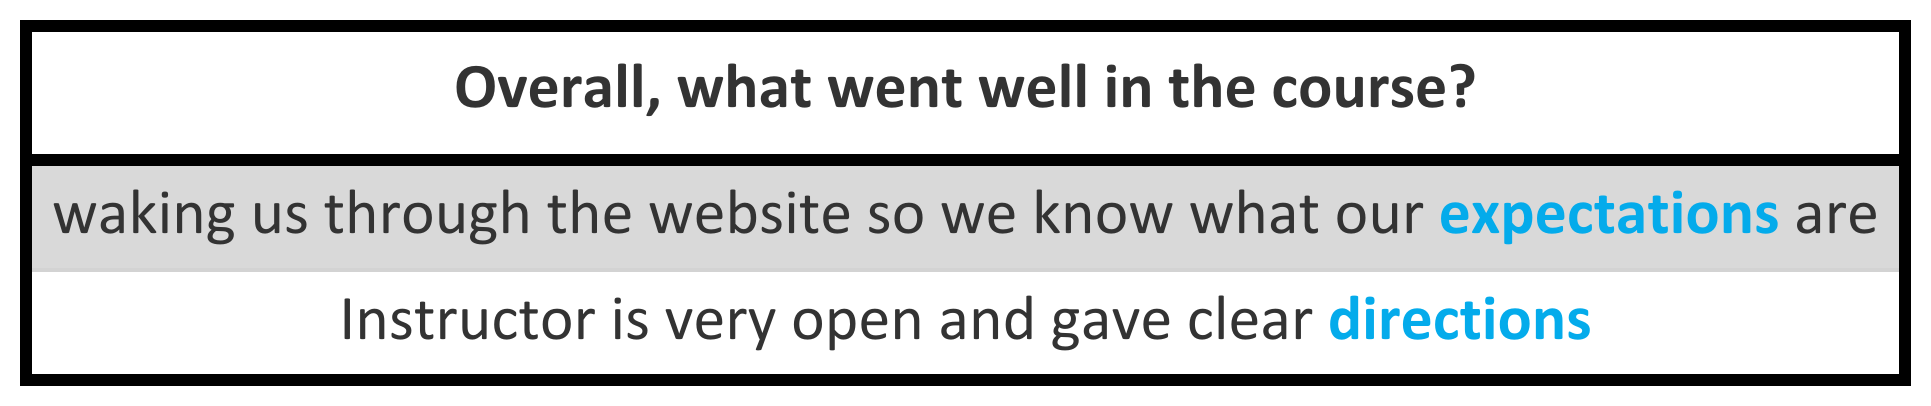 Overall, what went well in the course?
waking us through the website so we know what our expectations are
Instructor is very open and gave clear directions